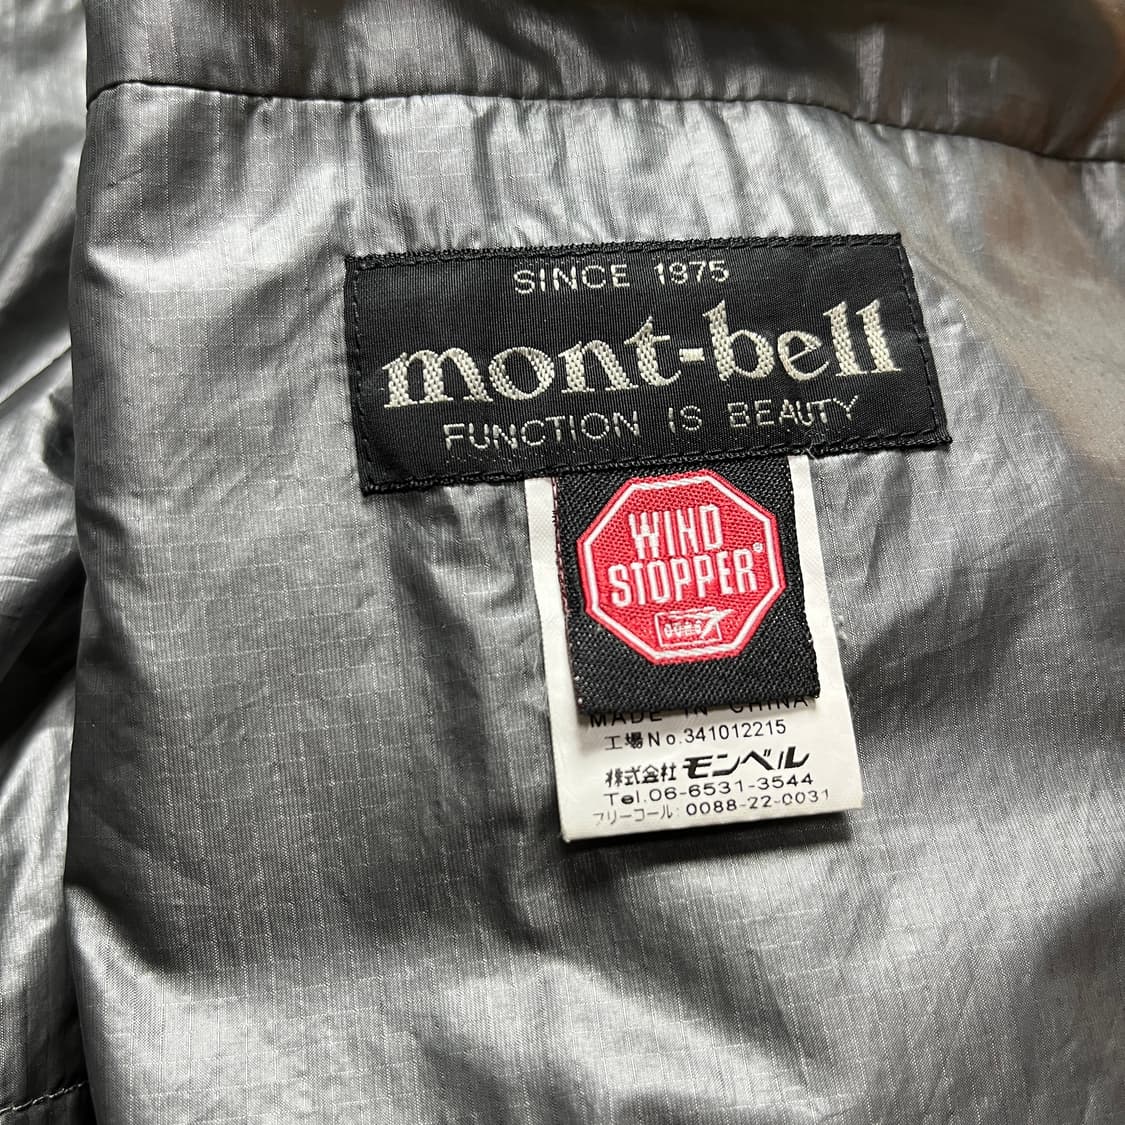 SINCE 1975
mont-bell
FUNCTION IS BEAUTY
WIND
STOPPER®
GORE
MADE IN CHINA
工場No.341012215
株式会社モンベル
Tel.06-6531-3544
フリーコール:0088-22-0031